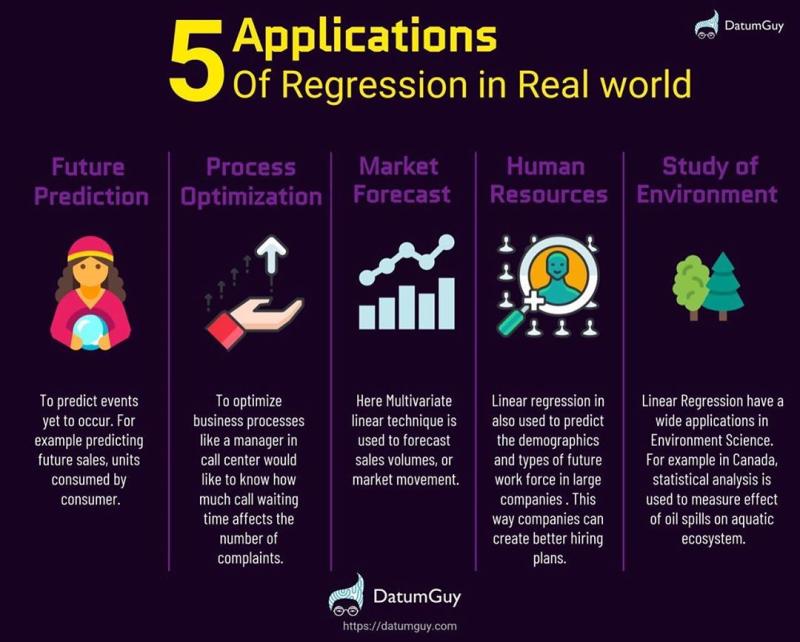 5 Applications
Of Regression in Real world
DatumGuy
Future
Prediction
To predict events
yet to occur. For
example predicting
future sales, units
consumed by
consumer.
Process
Optimization
To optimize
business processes
like a manager in
call center would
like to know how
much call waiting
time affects the
number of
complaints.
Market
Forecast
Here Multivariate
linear technique is
used to forecast
sales volumes, or
market movement.
Human
Resources
Linear regression in
also used to predict
the demographics
and types of future
work force in large
companies . This
way companies can
create better hiring
plans.
Study of
Environment
Linear Regression have a
wide applications in
Environment Science.
For example in Canada,
statistical analysis is
used to measure effect
of oil spills on aquatic
ecosystem.
DatumGuy
https://datumguy.com